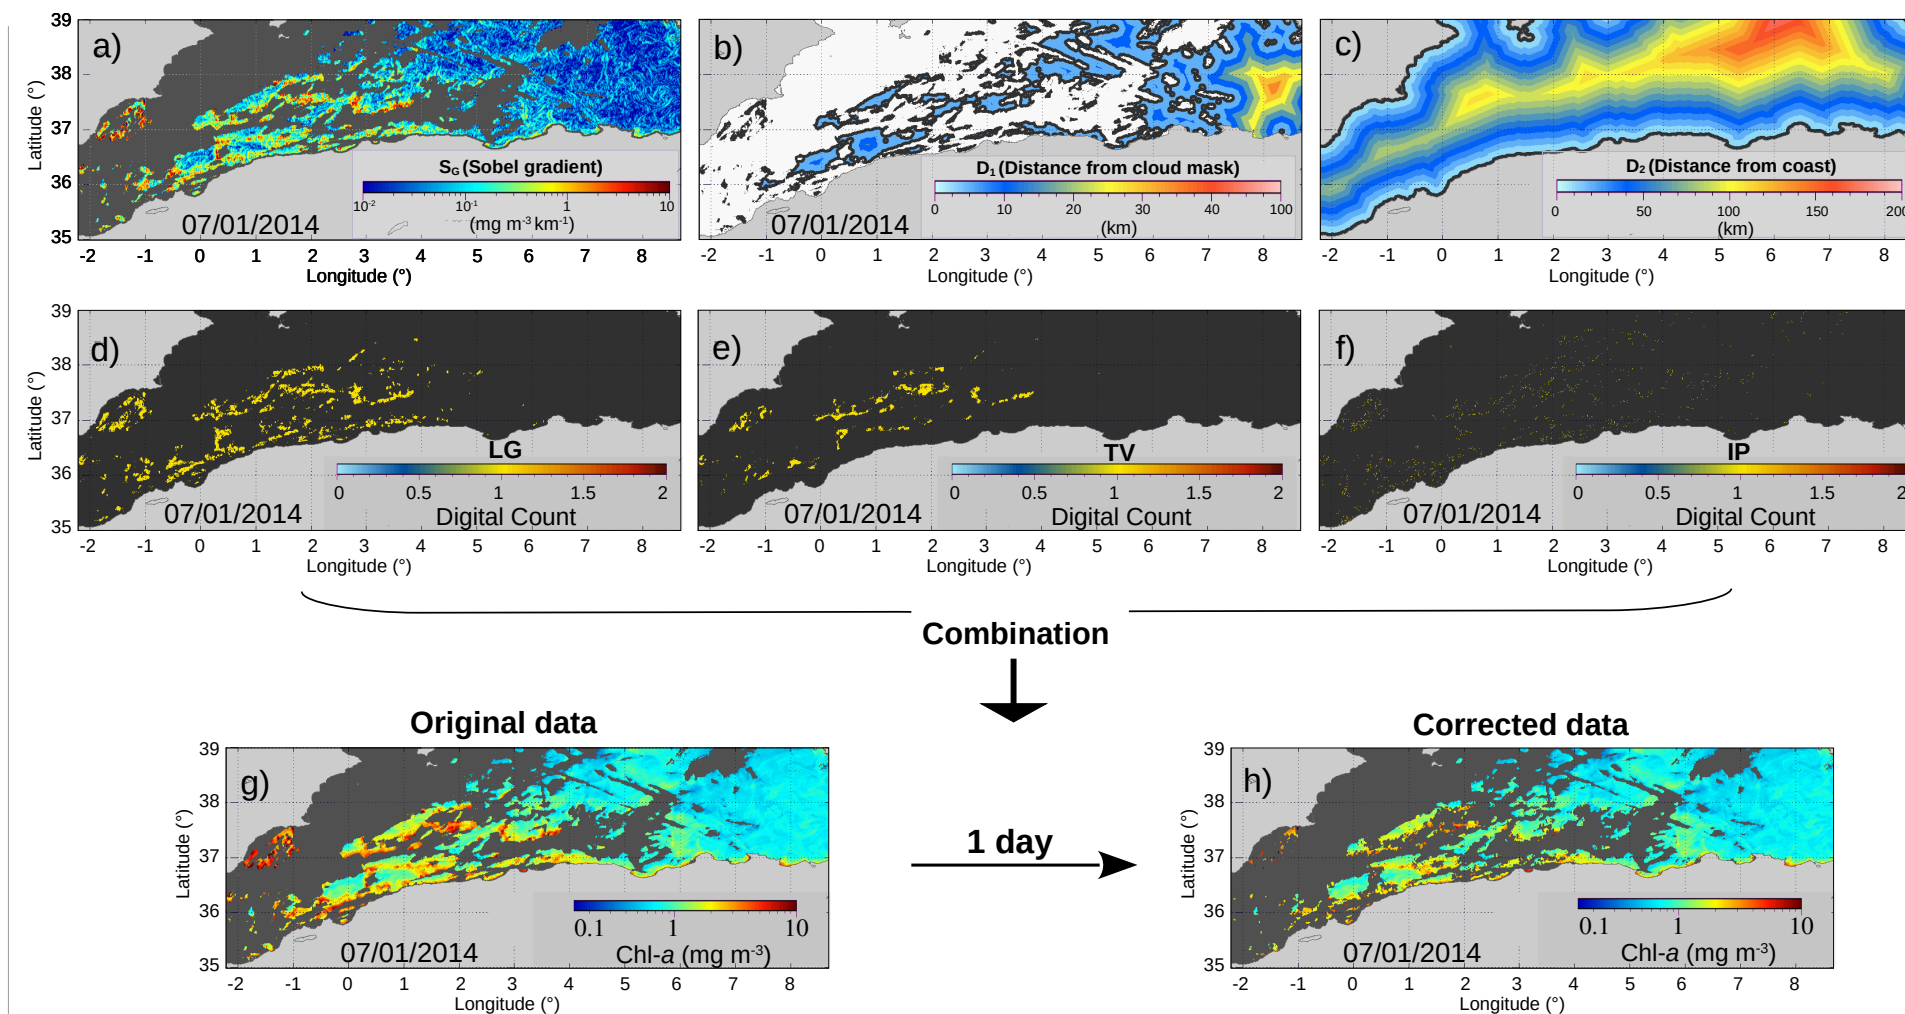 a)
39
38
37
36
35
Latitude (°)
S_G (Sobel gradient)
10⁻² 10⁻¹ 1 10
(mg m⁻³ km⁻¹)
07/01/2014
-2 -1 0 1 2 3 4 5 6 7 8
Longitude (°)
b)
D₁ (Distance from cloud mask)
0 10 20 30 40 100
(km)
07/01/2014
-2 -1 0 1 2 3 4 5 6 7 8
Longitude (°)
c)
D₂ (Distance from coast)
0 50 100 150 200
(km)
-2 -1 0 1 2 3 4 5 6 7 8
Longitude (°)
d)
39
38
37
36
35
Latitude (°)
LG
0 0.5 1 1.5 2
Digital Count
07/01/2014
-2 -1 0 1 2 3 4 5 6 7 8
Longitude (°)
e)
TV
0 0.5 1 1.5 2
Digital Count
07/01/2014
-2 -1 0 1 2 3 4 5 6 7 8
Longitude (°)
f)
IP
0 0.5 1 1.5 2
Digital Count
07/01/2014
-2 -1 0 1 2 3 4 5 6 7 8
Longitude (°)
Combination
Original data
g)
39
38
37
36
35
Latitude (°)
0.1 1 10
Chl-a (mg m⁻³)
07/01/2014
-2 -1 0 1 2 3 4 5 6 7 8
Longitude (°)
1 day
Corrected data
h)
39
38
37
36
35
Latitude (°)
0.1 1 10
Chl-a (mg m⁻³)
07/01/2014
-2 -1 0 1 2 3 4 5 6 7 8
Longitude (°)